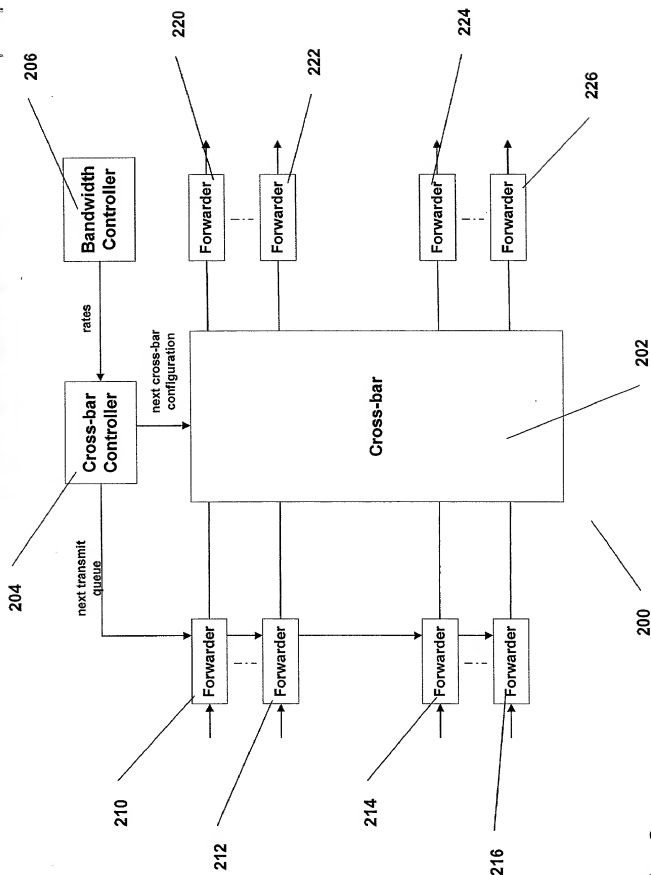 206
Bandwidth
Controller
rates
204
Cross-bar
Controller
next transmit
queue
next cross-bar
configuration
220
222
224
226
Forwarder
Forwarder
Forwarder
Forwarder
Cross-bar
202
Forwarder
Forwarder
Forwarder
Forwarder
210
212
214
216
200